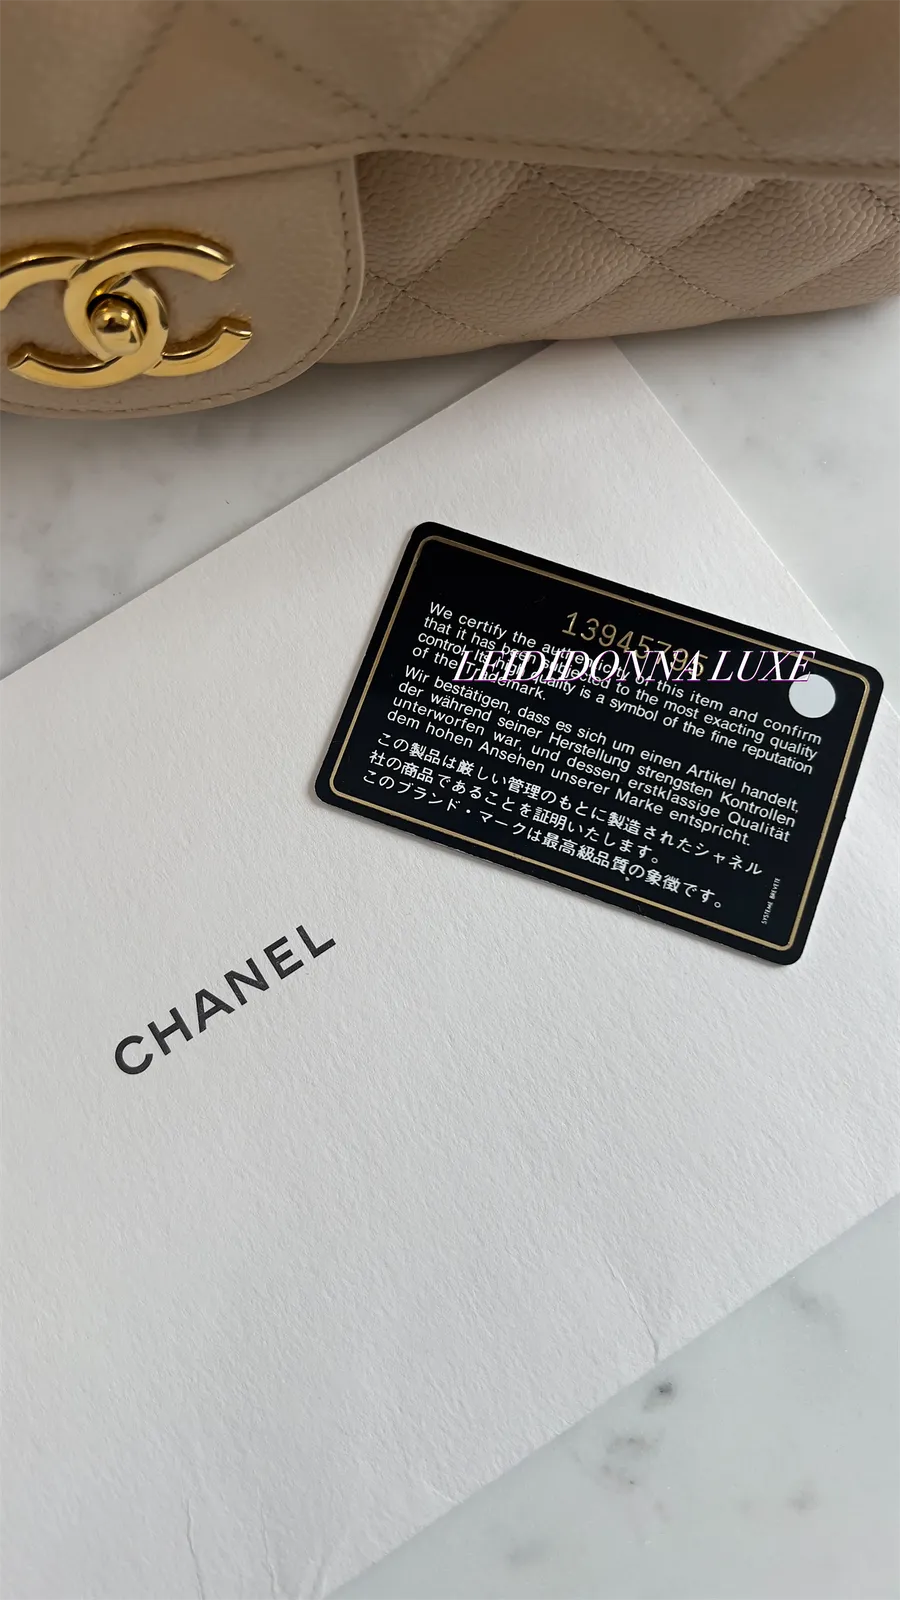 13945795
We certify the authenticity of this item and confirm
that it has been subjected to the most exacting quality
control. Its high quality is a symbol of the fine reputation
of the trademark.
LEIDIDONNA LUXE
Wir bestätigen, dass es sich um einen Artikel handelt,
der während seiner Herstellung strengsten Kontrollen
unterworfen war, und dessen erstklassige Qualität
dem hohen Ansehen unserer Marke entspricht.
この製品は厳しい管理のもとに製造されたシャネル
社の商品であることを証明いたします。
このブランド・マークは最高級品質の象徴です。
SYSTEME BREVETE
CHANEL